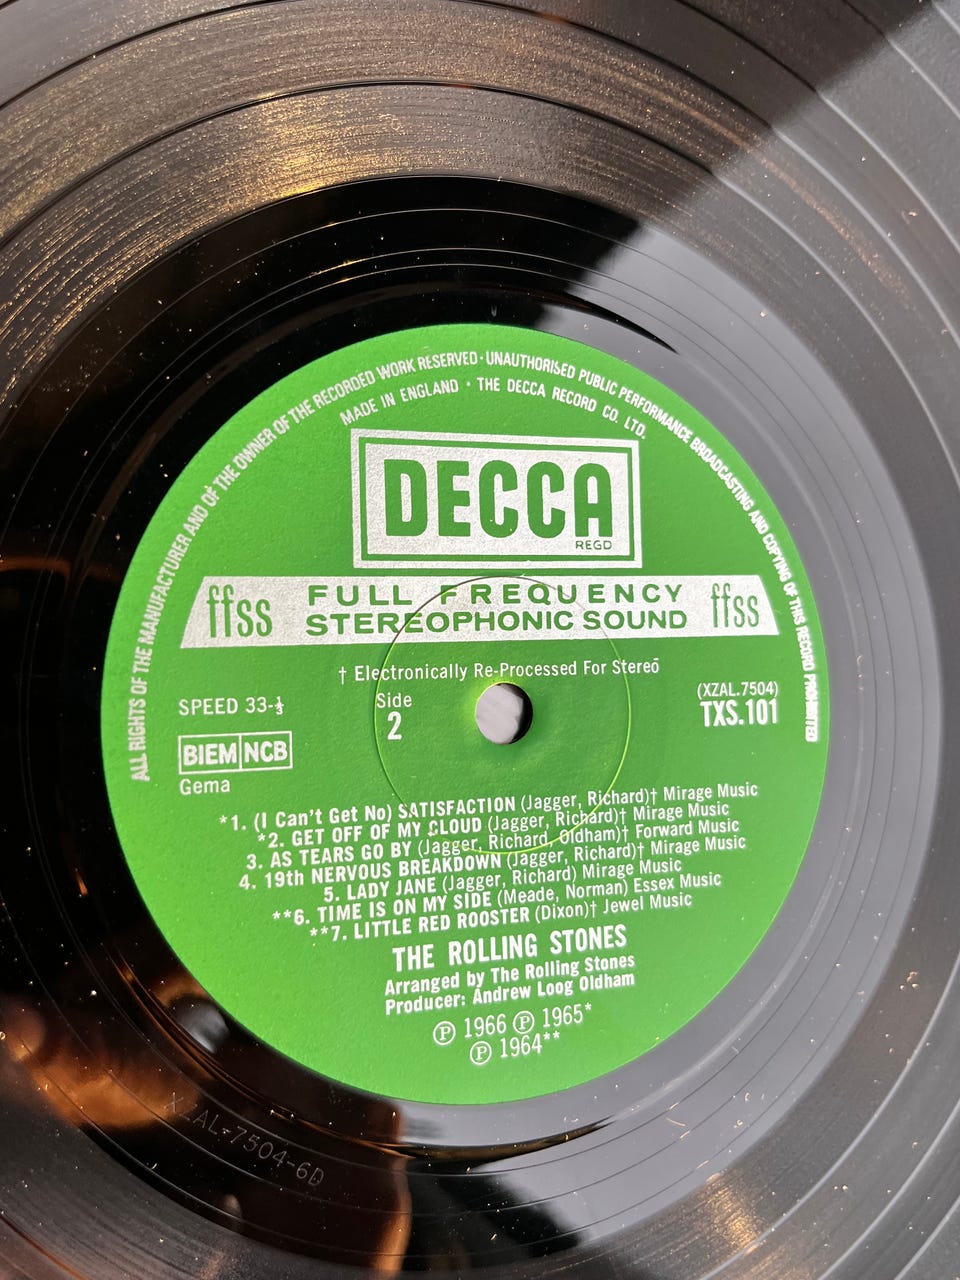 ALL RIGHTS OF THE MANUFACTURER AND OF THE OWNER OF THE RECORDED WORK RESERVED · UNAUTHORISED PUBLIC PERFORMANCE BROADCASTING AND COPYING OF THIS RECORD PROHIBITED
MADE IN ENGLAND · THE DECCA RECORD CO. LTD.
DECCA
REGD
ffss FULL FREQUENCY STEREOPHONIC SOUND ffss
† Electronically Re-Processed For Stereo
SPEED 33-⅓
Side
2
(XZAL.7504)
TXS.101
BIEM NCB
Gema
*1. (I Can't Get No) SATISFACTION (Jagger, Richard)† Mirage Music
*2. GET OFF OF MY CLOUD (Jagger, Richard)† Mirage Music
3. AS TEARS GO BY (Jagger, Richard, Oldham)† Forward Music
4. 19th NERVOUS BREAKDOWN (Jagger, Richard)† Mirage Music
5. LADY JANE (Jagger, Richard) Mirage Music
**6. TIME IS ON MY SIDE (Meade, Norman) Essex Music
**7. LITTLE RED ROOSTER (Dixon)† Jewel Music
THE ROLLING STONES
Arranged by The Rolling Stones
Producer: Andrew Loog Oldham
Ⓟ 1966 Ⓟ 1965*
Ⓟ 1964**
XZAL-7504-6D